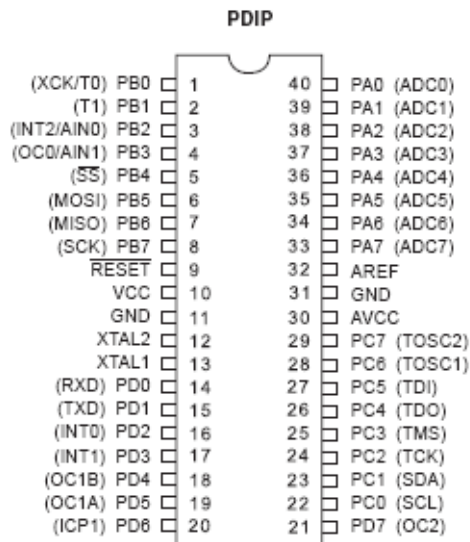 PDIP
(XCK/T0) PB0 1 40 PA0 (ADC0)
(T1) PB1 2 39 PA1 (ADC1)
(INT2/AIN0) PB2 3 38 PA2 (ADC2)
(OC0/AIN1) PB3 4 37 PA3 (ADC3)
(SS) PB4 5 36 PA4 (ADC4)
(MOSI) PB5 6 35 PA5 (ADC5)
(MISO) PB6 7 34 PA6 (ADC6)
(SCK) PB7 8 33 PA7 (ADC7)
RESET 9 32 AREF
VCC 10 31 GND
GND 11 30 AVCC
XTAL2 12 29 PC7 (TOSC2)
XTAL1 13 28 PC6 (TOSC1)
(RXD) PD0 14 27 PC5 (TDI)
(TXD) PD1 15 26 PC4 (TDO)
(INT0) PD2 16 25 PC3 (TMS)
(INT1) PD3 17 24 PC2 (TCK)
(OC1B) PD4 18 23 PC1 (SDA)
(OC1A) PD5 19 22 PC0 (SCL)
(ICP1) PD6 20 21 PD7 (OC2)